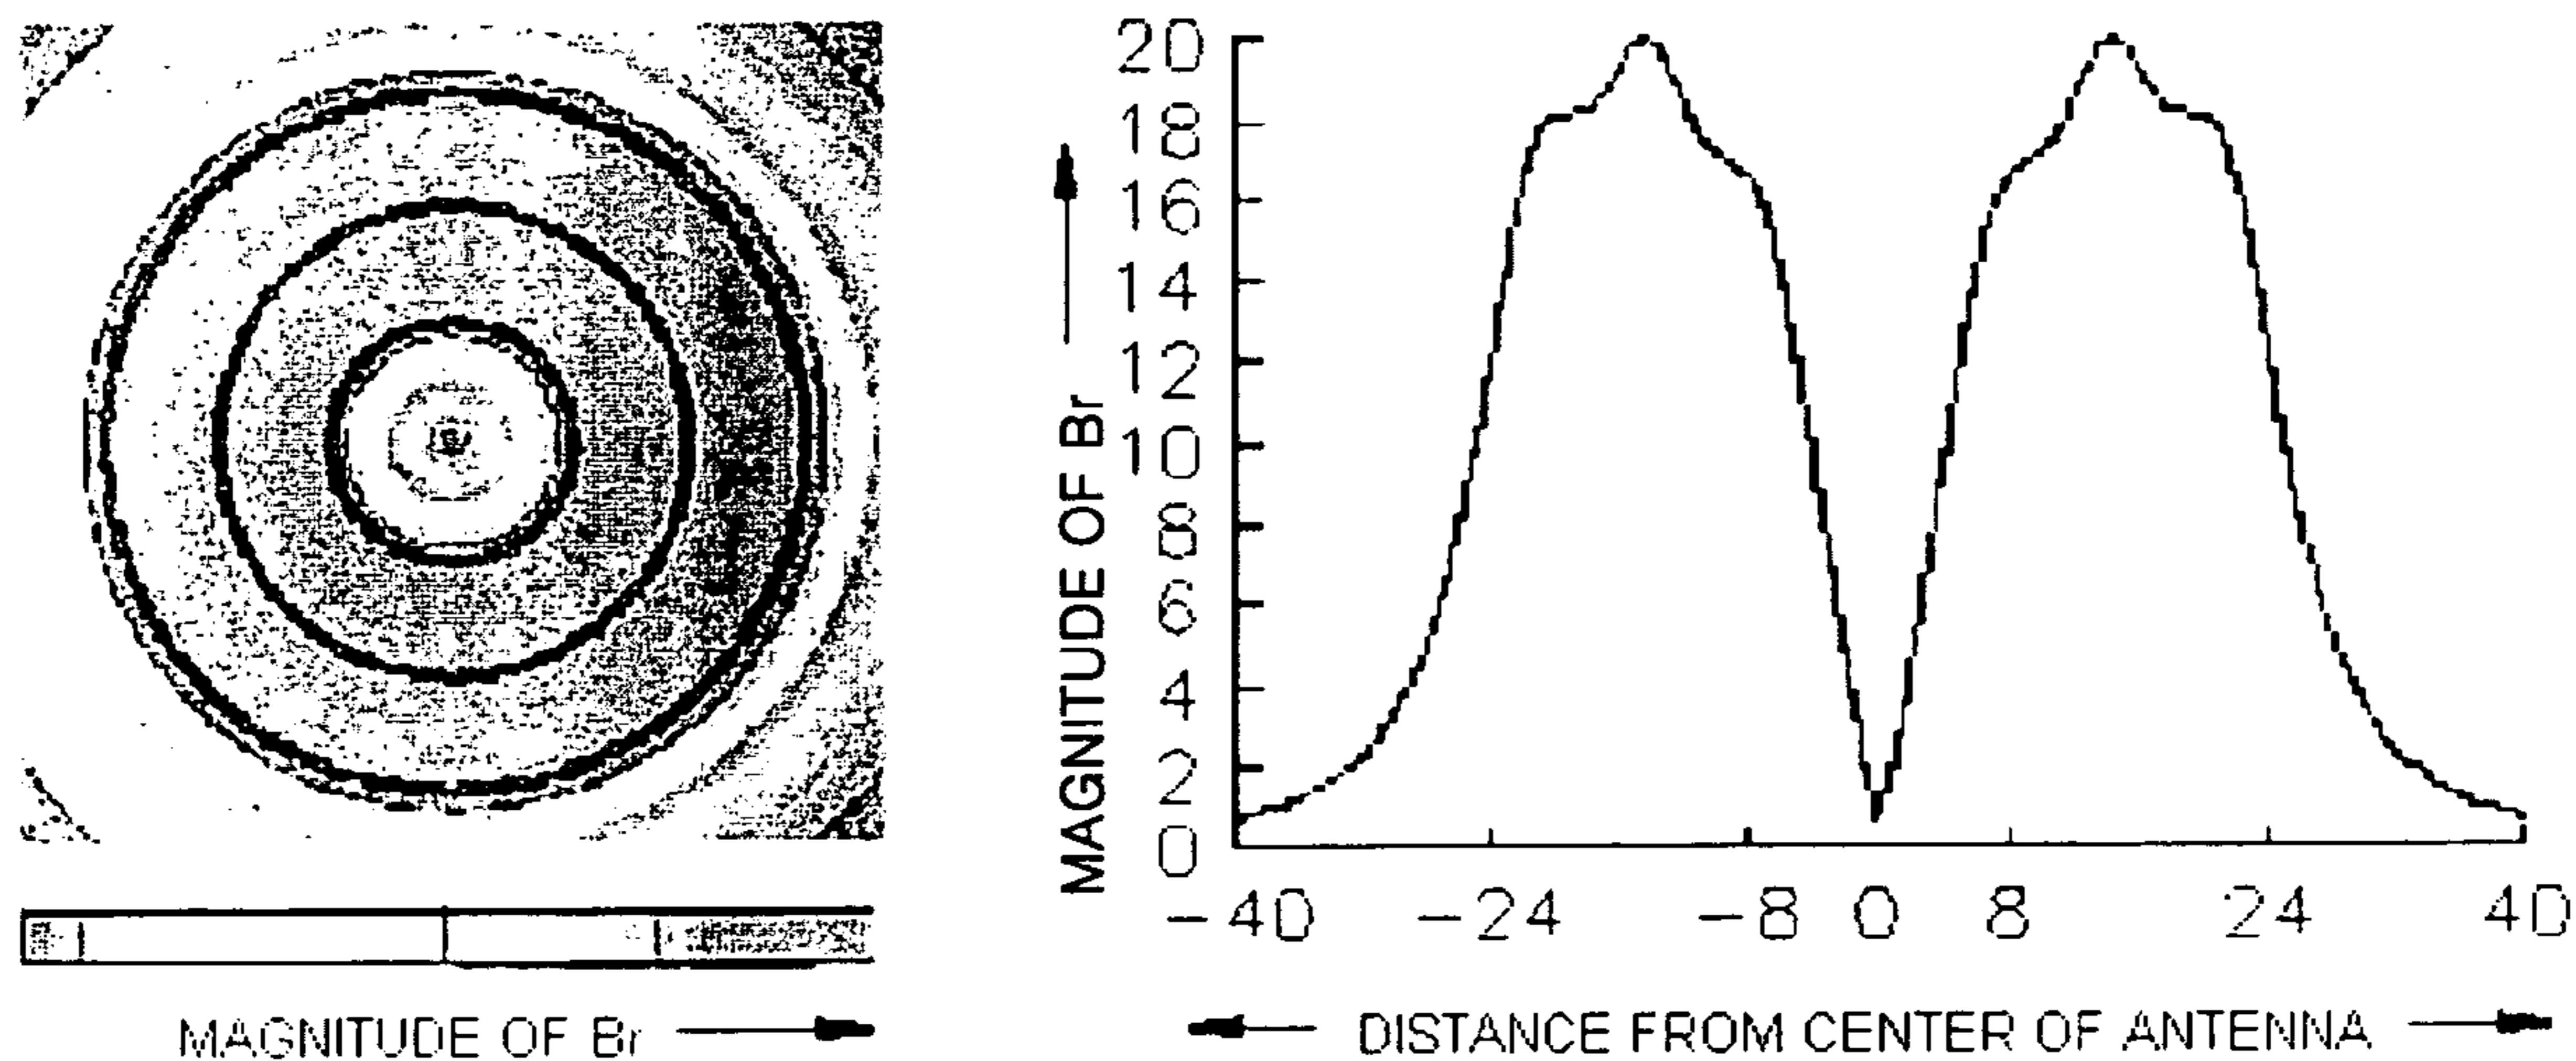 MAGNITUDE OF Br
20
18
16
14
12
10
8
6
4
2
0
MAGNITUDE OF Br
-40 -24 -8 0 8 24 40
DISTANCE FROM CENTER OF ANTENNA